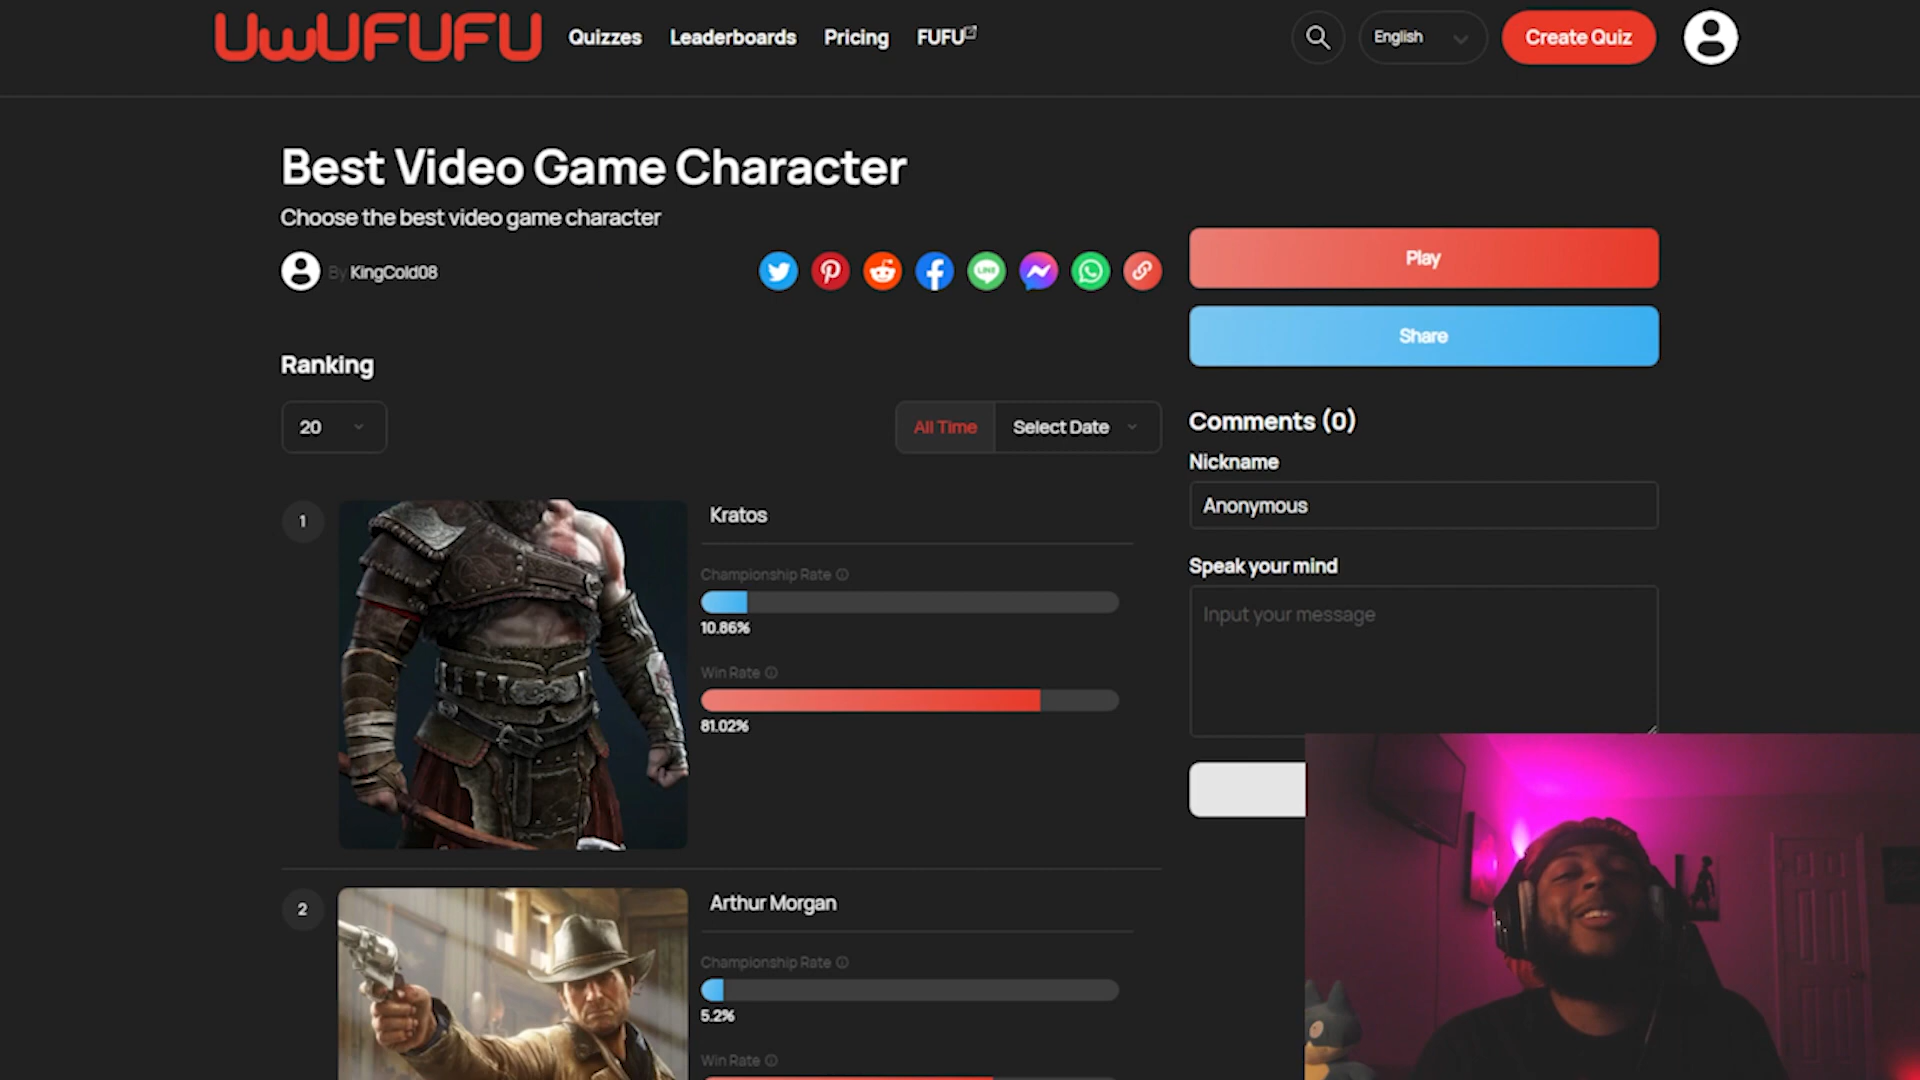 UwUFUFU
Quizzes
Leaderboards
Pricing
FUFU
English
Create Quiz
Best Video Game Character
Choose the best video game character
By KingCold08
LINE
Play
Share
Ranking
20
All Time
Select Date
Comments (0)
Nickname
Anonymous
Speak your mind
Input your message
1
Kratos
Championship Rate
10.86%
Win Rate
81.02%
2
Arthur Morgan
Championship Rate
5.2%
Win Rate